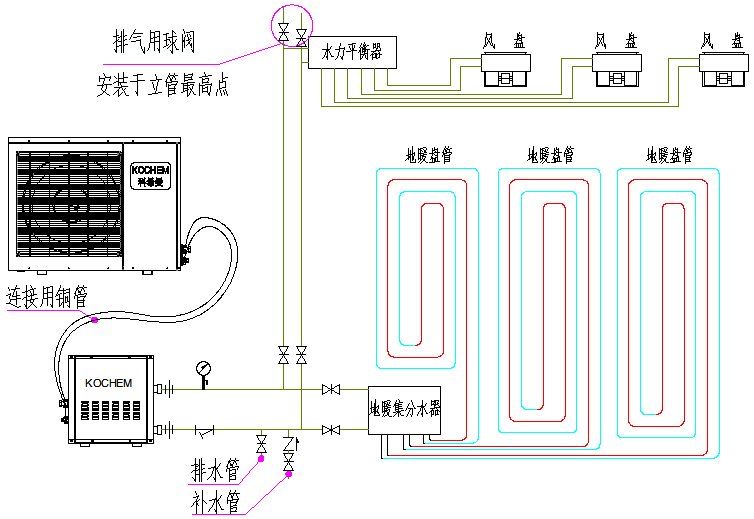 排气用球阀
安装于立管最高点
水力平衡器
风 盘
风 盘
风 盘
KOCHEM
科希曼
地暖盘管
地暖盘管
地暖盘管
连接用铜管
KOCHEM
地暖集分水器
排水管
补水管